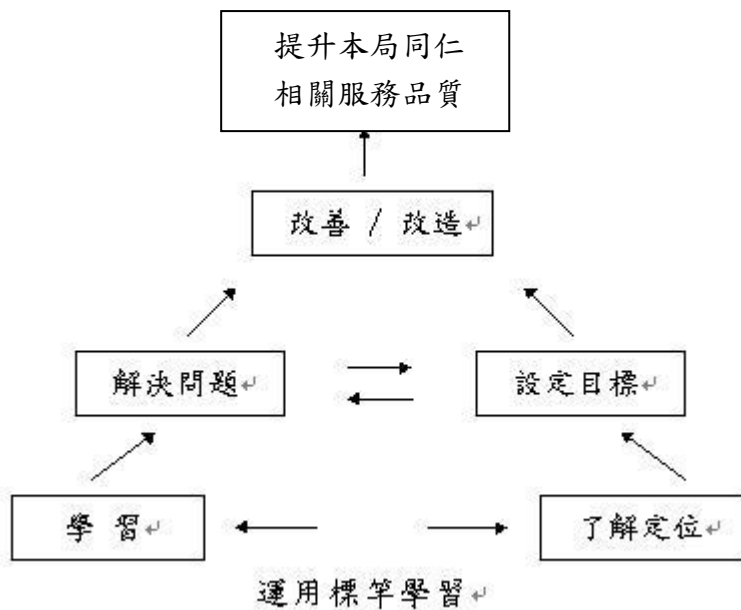 提升本局同仁
相關服務品質
改善 / 改造↵
解決問題↵
設定目標↵
學 習↵
了解定位↵
運用標竿學習↵